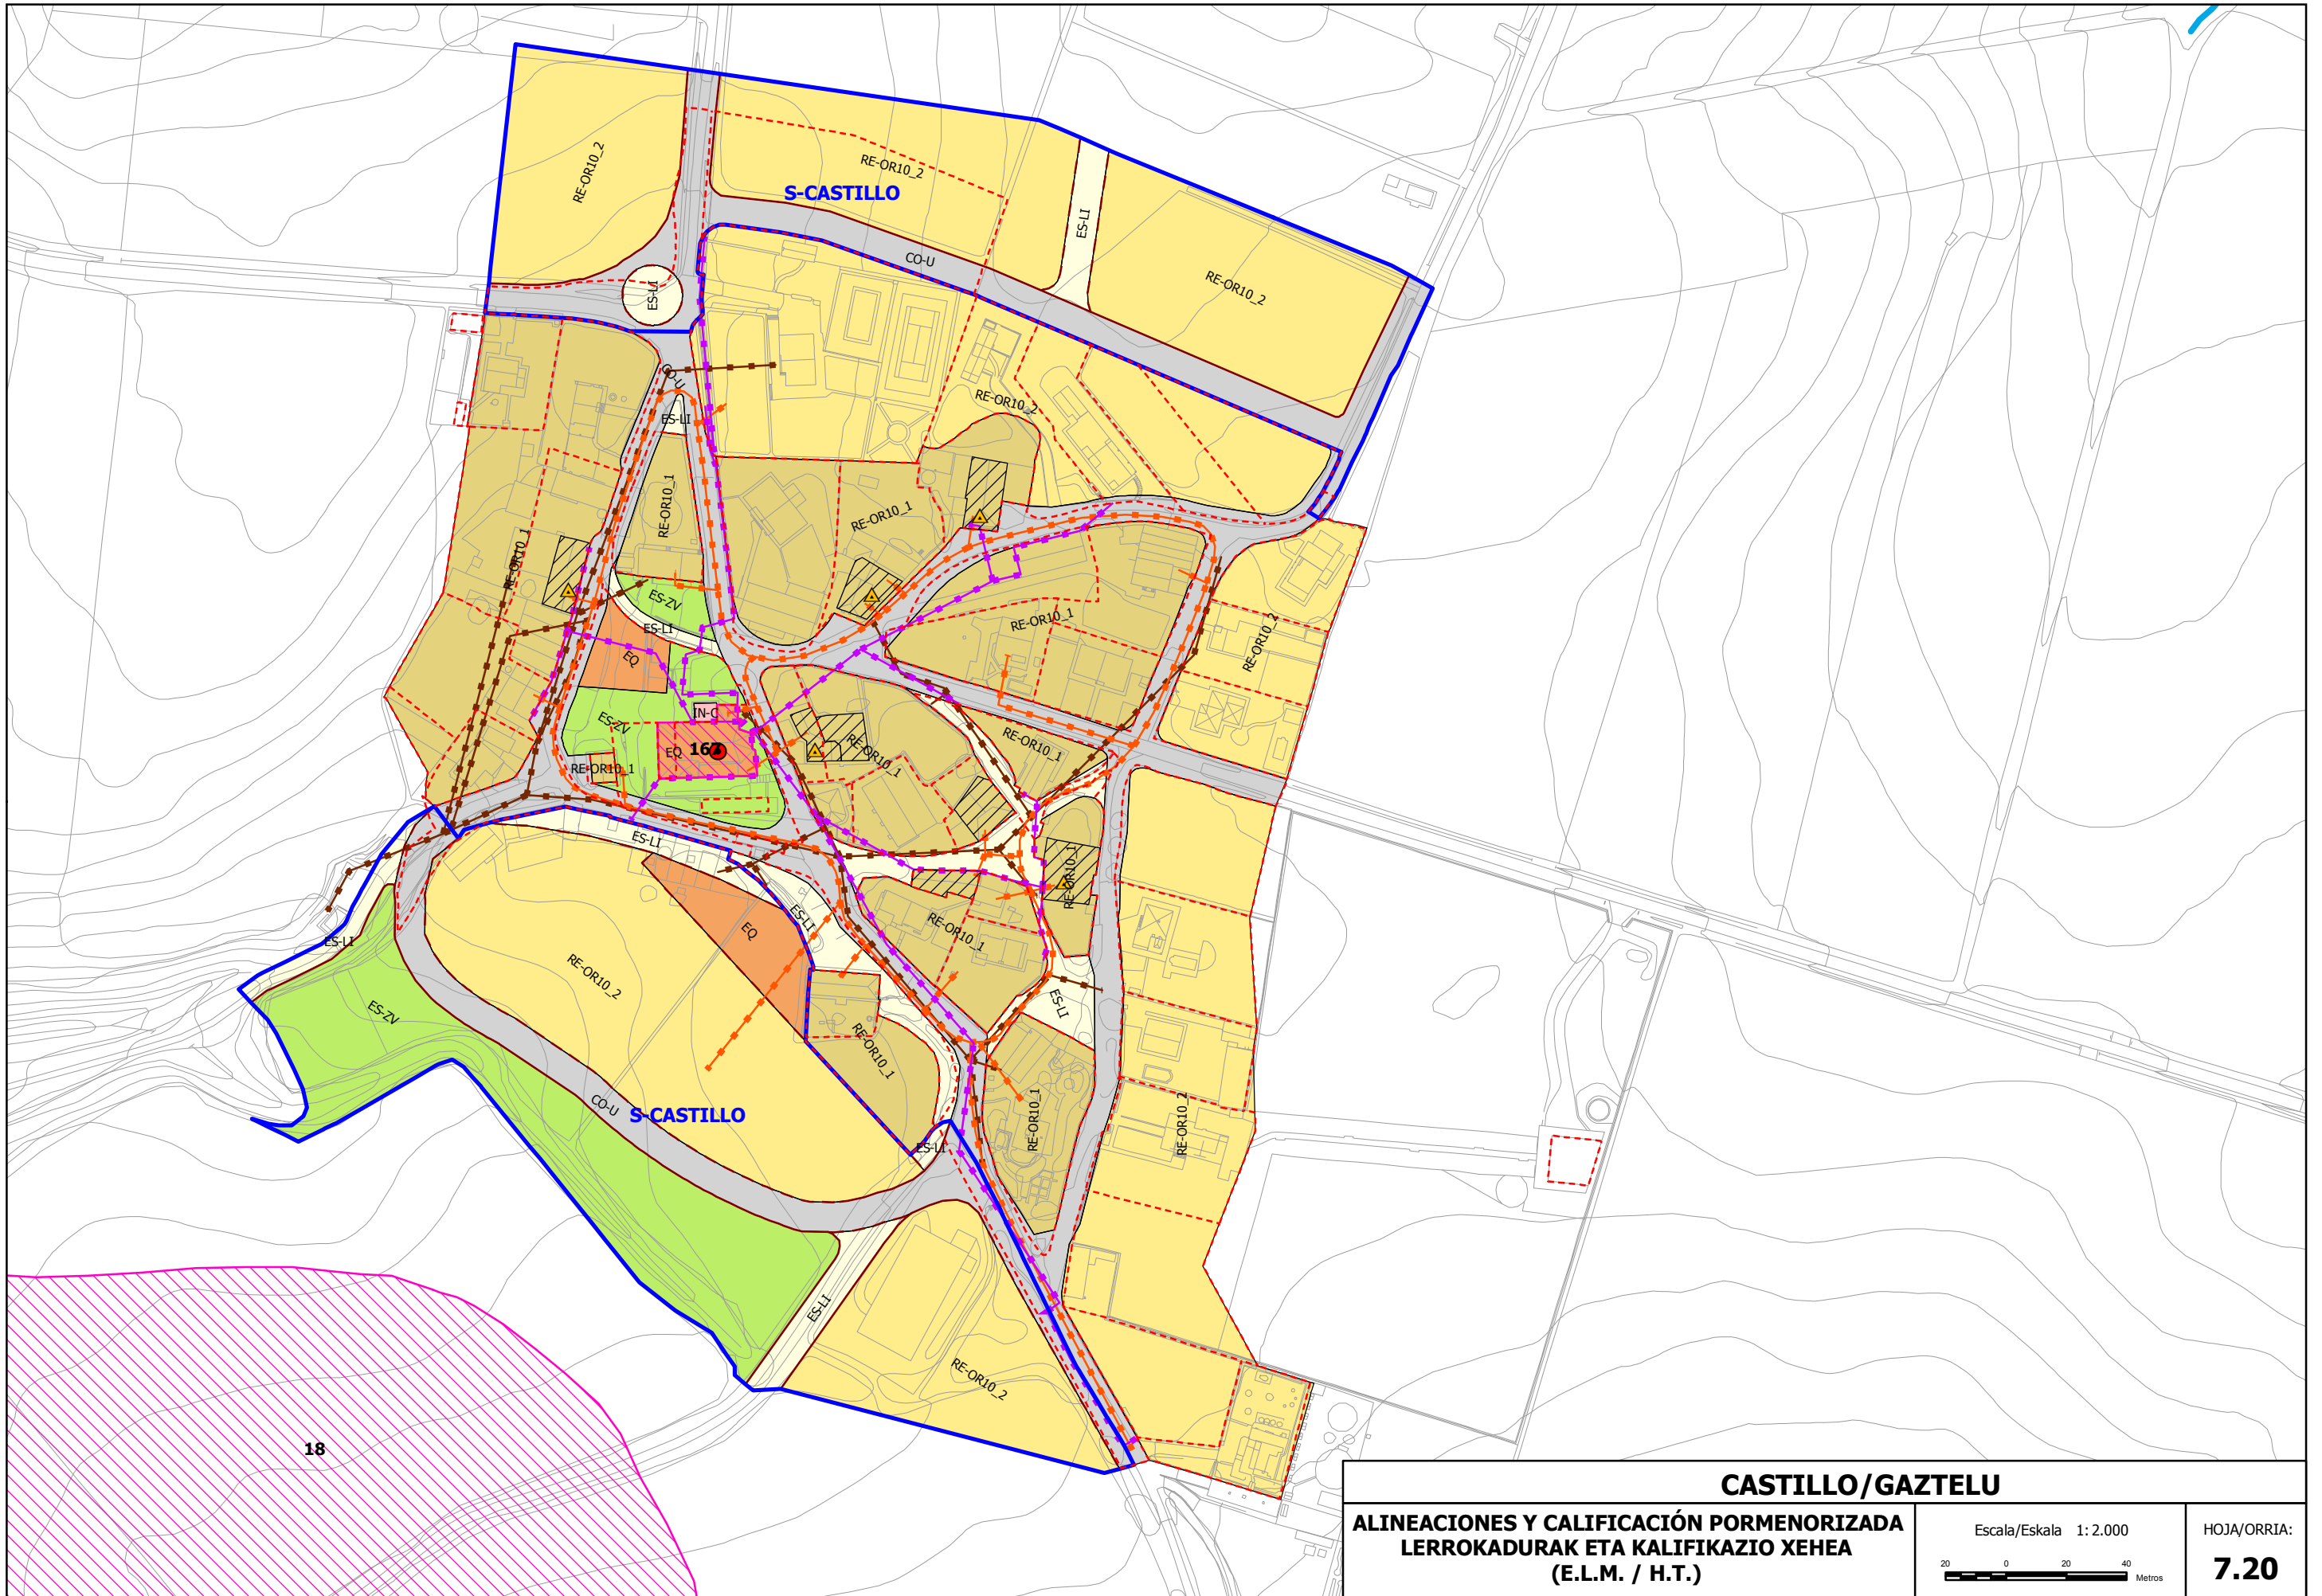 RE-OR10_2
RE-OR10_2
S-CASTILLO
ES-LI
CO-U
RE-OR10_2
ES-LI
CO-U
ES-LI
RE-OR10_2
RE-OR10_1
RE-OR10_1
RE-OR10_1
ES-ZV
ES-LI
EQ
RE-OR10_1
RE-OR10_2
ES-ZV
IN-C
EQ
RE-OR10_1
RE-OR10_1
RE-OR10_1
ES-LI
RE-OR10_1
EQ
ES-LI
RE-OR10_1
ES-LI
RE-OR10_2
ES-ZV
ES-LI
RE-OR10_1
CO-U
S-CASTILLO
RE-OR10_1
RE-OR10_2
ES-LI
ES-LI
RE-OR10_2
18
CASTILLO/GAZTELU
ALINEACIONES Y CALIFICACIÓN PORMENORIZADA
LERROKADURAK ETA KALIFIKAZIO XEHEA
(E.L.M. / H.T.)
Escala/Eskala 1:2.000
20 0 20 40
Metros
HOJA/ORRIA:
7.20